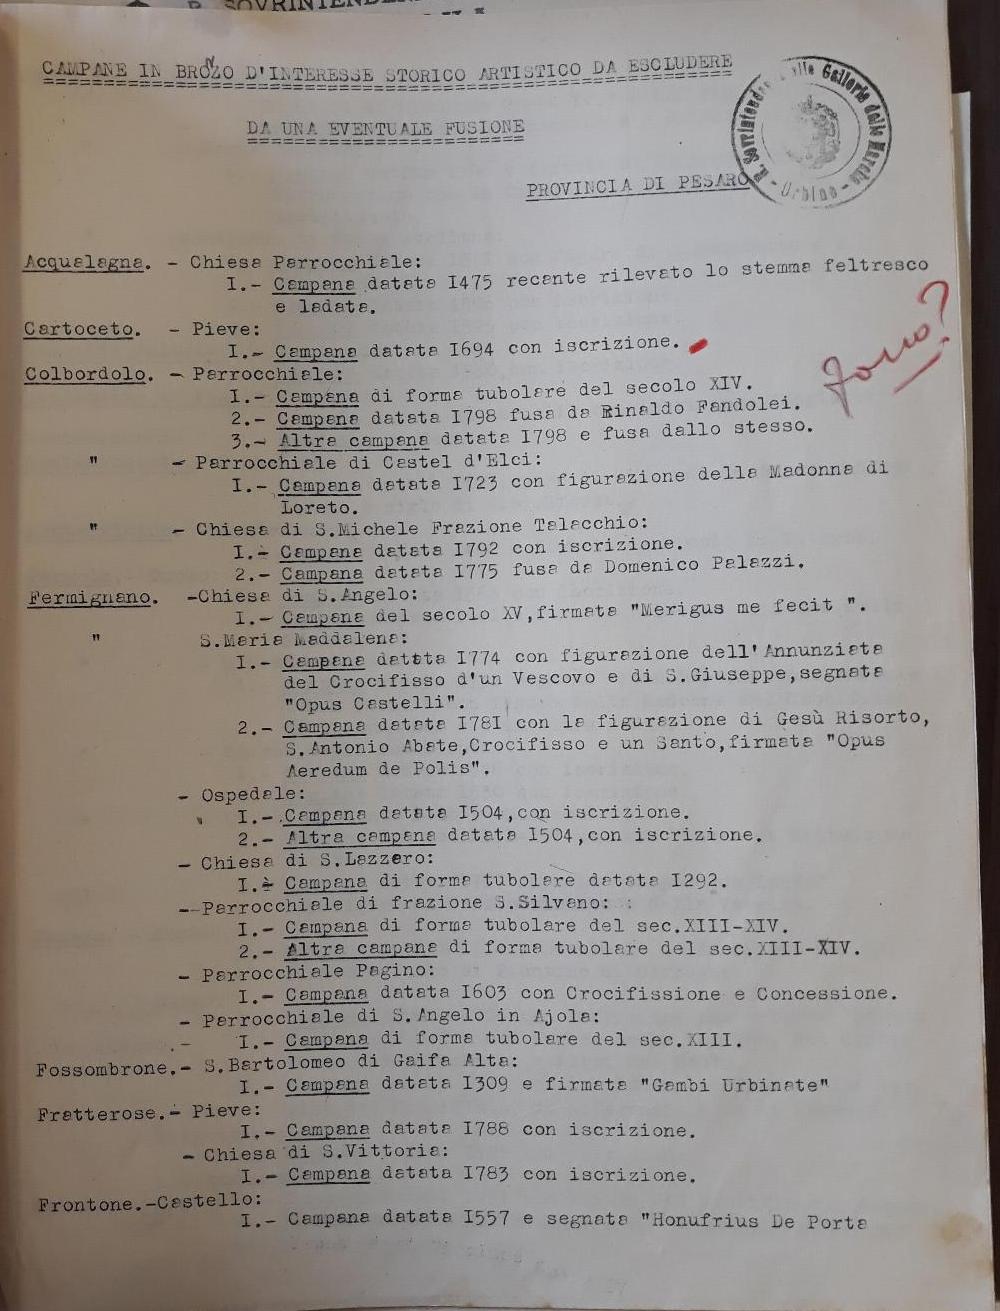 R. SOVRINTENDEN
CAMPANE IN BRONZO D'INTERESSE STORICO ARTISTICO DA ESCLUDERE
DA UNA EVENTUALE FUSIONE
R. Sovrintendenza alle Gallerie delle Marche - Urbino -
PROVINCIA DI PESARO
Acqualagna. - Chiesa Parrocchiale:
I.- Campana datata I475 recante rilevato lo stemma feltresco
e ladata.
Cartoceto. - Pieve:
I.- Campana datata I694 con iscrizione.
Colbordolo. - Parrocchiale:
I.- Campana di forma tubolare del secolo XIV.
2.- Campana datata I798 fusa da Rinaldo Fandolei.
3.- Altra campana datata I798 e fusa dallo stesso.
" - Parrocchiale di Castel d'Elci:
I.- Campana datata I723 con figurazione della Madonna di
Loreto.
" - Chiesa di S.Michele Frazione Talacchio:
I.- Campana datata I792 con iscrizione.
2.- Campana datata I775 fusa da Domenico Palazzi.
Fermignano. -Chiesa di S.Angelo:
I.- Campana del secolo XV,firmata "Merigus me fecit ".
" S.Maria Maddalena:
I.- Campana datata I774 con figurazione dell'Annunziata
del Crocifisso d'un Vescovo e di S.Giuseppe,segnata
"Opus Castelli".
2.- Campana datata I78I con la figurazione di Gesù Risorto,
S.Antonio Abate,Crocifisso e un Santo,firmata "Opus
Aeredum de Polis".
- Ospedale:
I.- Campana datata I504,con iscrizione.
2.- Altra campana datata I504,con iscrizione.
- Chiesa di S.Lazzero:
I.- Campana di forma tubolare datata I292.
--Parrocchiale di frazione S.Silvano: :
I.- Campana di forma tubolare del sec.XIII-XIV.
2.- Altra campana di forma tubolare del sec.XIII-XIV.
- Parrocchiale Pagino:
I.- Campana datata I603 con Crocifissione e Concessione.
- Parrocchiale di S.Angelo in Ajola:
- I.- Campana di forma tubolare del sec.XIII.
Fossombrone.- S.Bartolomeo di Gaifa Alta:
I.- Campana datata I309 e firmata "Gambi Urbinate"
Fratterosa.- Pieve:
I.- Campana datata I788 con iscrizione.
- Chiesa di S.Vittoria:
I.- Campana datata I783 con iscrizione.
Frontone.-Castello:
I.- Campana datata I557 e segnata "Honufrius De Porta